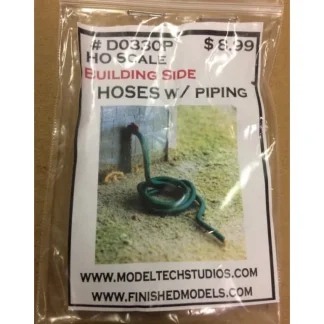 # D0330P $8.99
HO SCALE
BUILDING SIDE
HOSES W/ PIPING
WWW.MODELTECHSTUDIOS.COM
WWW.FINISHEDMODELS.COM